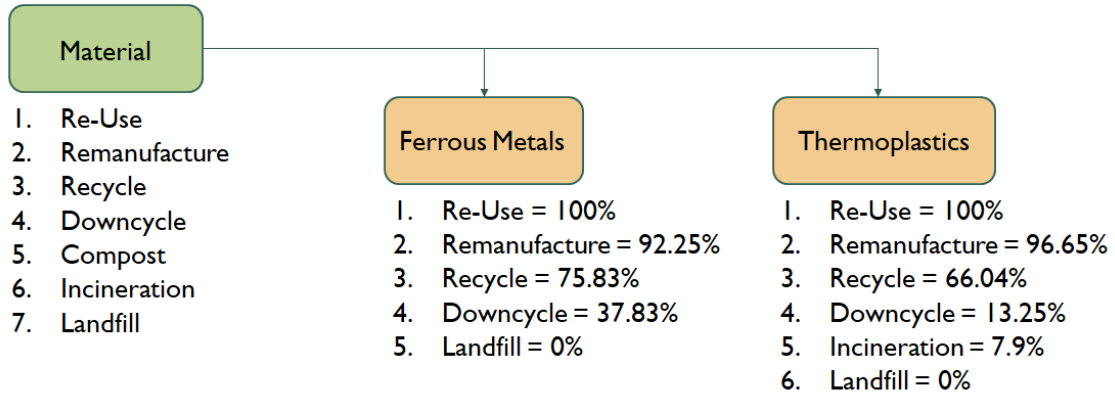 Material
1. Re-Use
2. Remanufacture
3. Recycle
4. Downcycle
5. Compost
6. Incineration
7. Landfill
Ferrous Metals
1. Re-Use = 100%
2. Remanufacture = 92.25%
3. Recycle = 75.83%
4. Downcycle = 37.83%
5. Landfill = 0%
Thermoplastics
1. Re-Use = 100%
2. Remanufacture = 96.65%
3. Recycle = 66.04%
4. Downcycle = 13.25%
5. Incineration = 7.9%
6. Landfill = 0%